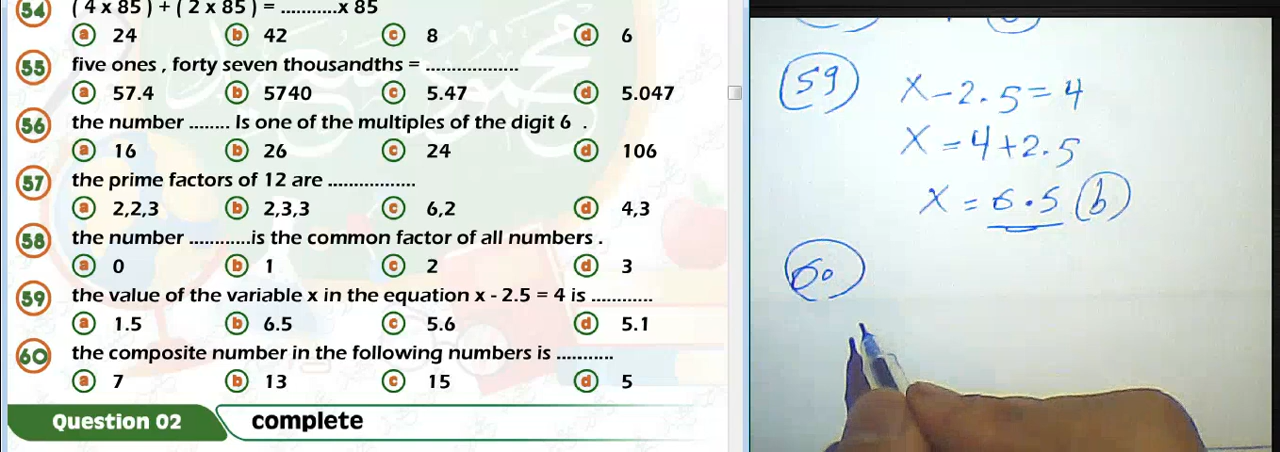 54 ( 4 x 85 ) + ( 2 x 85 ) = ...........x 85
a 24 b 42 c 8 d 6
55 five ones , forty seven thousandths = ..................
a 57.4 b 5740 c 5.47 d 5.047
56 the number ........ Is one of the multiples of the digit 6 .
a 16 b 26 c 24 d 106
57 the prime factors of 12 are .................
a 2,2,3 b 2,3,3 c 6,2 d 4,3
58 the number ............is the common factor of all numbers .
a 0 b 1 c 2 d 3
59 the value of the variable x in the equation x - 2.5 = 4 is ............
a 1.5 b 6.5 c 5.6 d 5.1
60 the composite number in the following numbers is ...........
a 7 b 13 c 15 d 5
Question 02 complete
59 X - 2.5 = 4
X = 4 + 2.5
X = 6.5 b
60